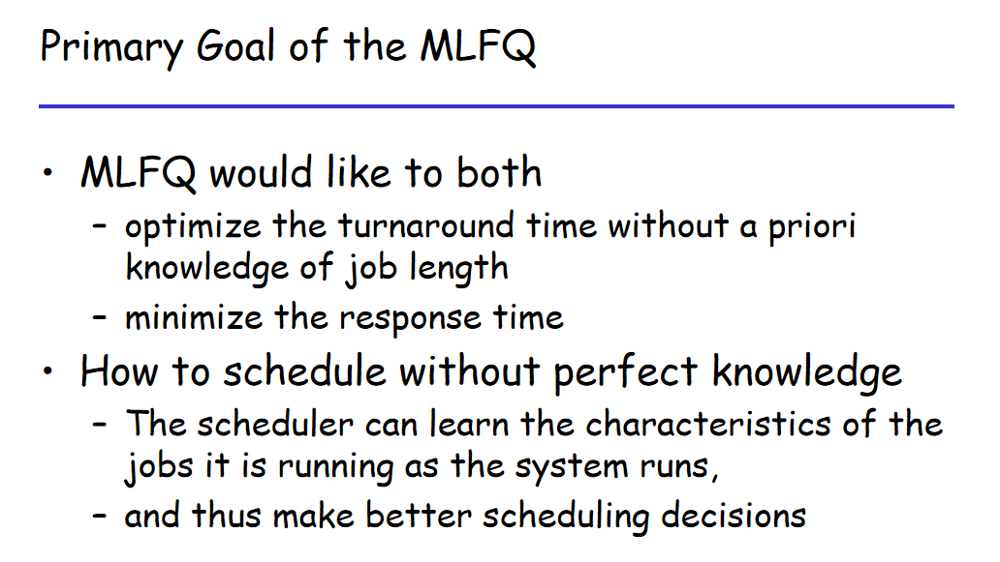 Primary Goal of the MLFQ
• MLFQ would like to both
– optimize the turnaround time without a priori
knowledge of job length
– minimize the response time
• How to schedule without perfect knowledge
– The scheduler can learn the characteristics of the
jobs it is running as the system runs,
– and thus make better scheduling decisions